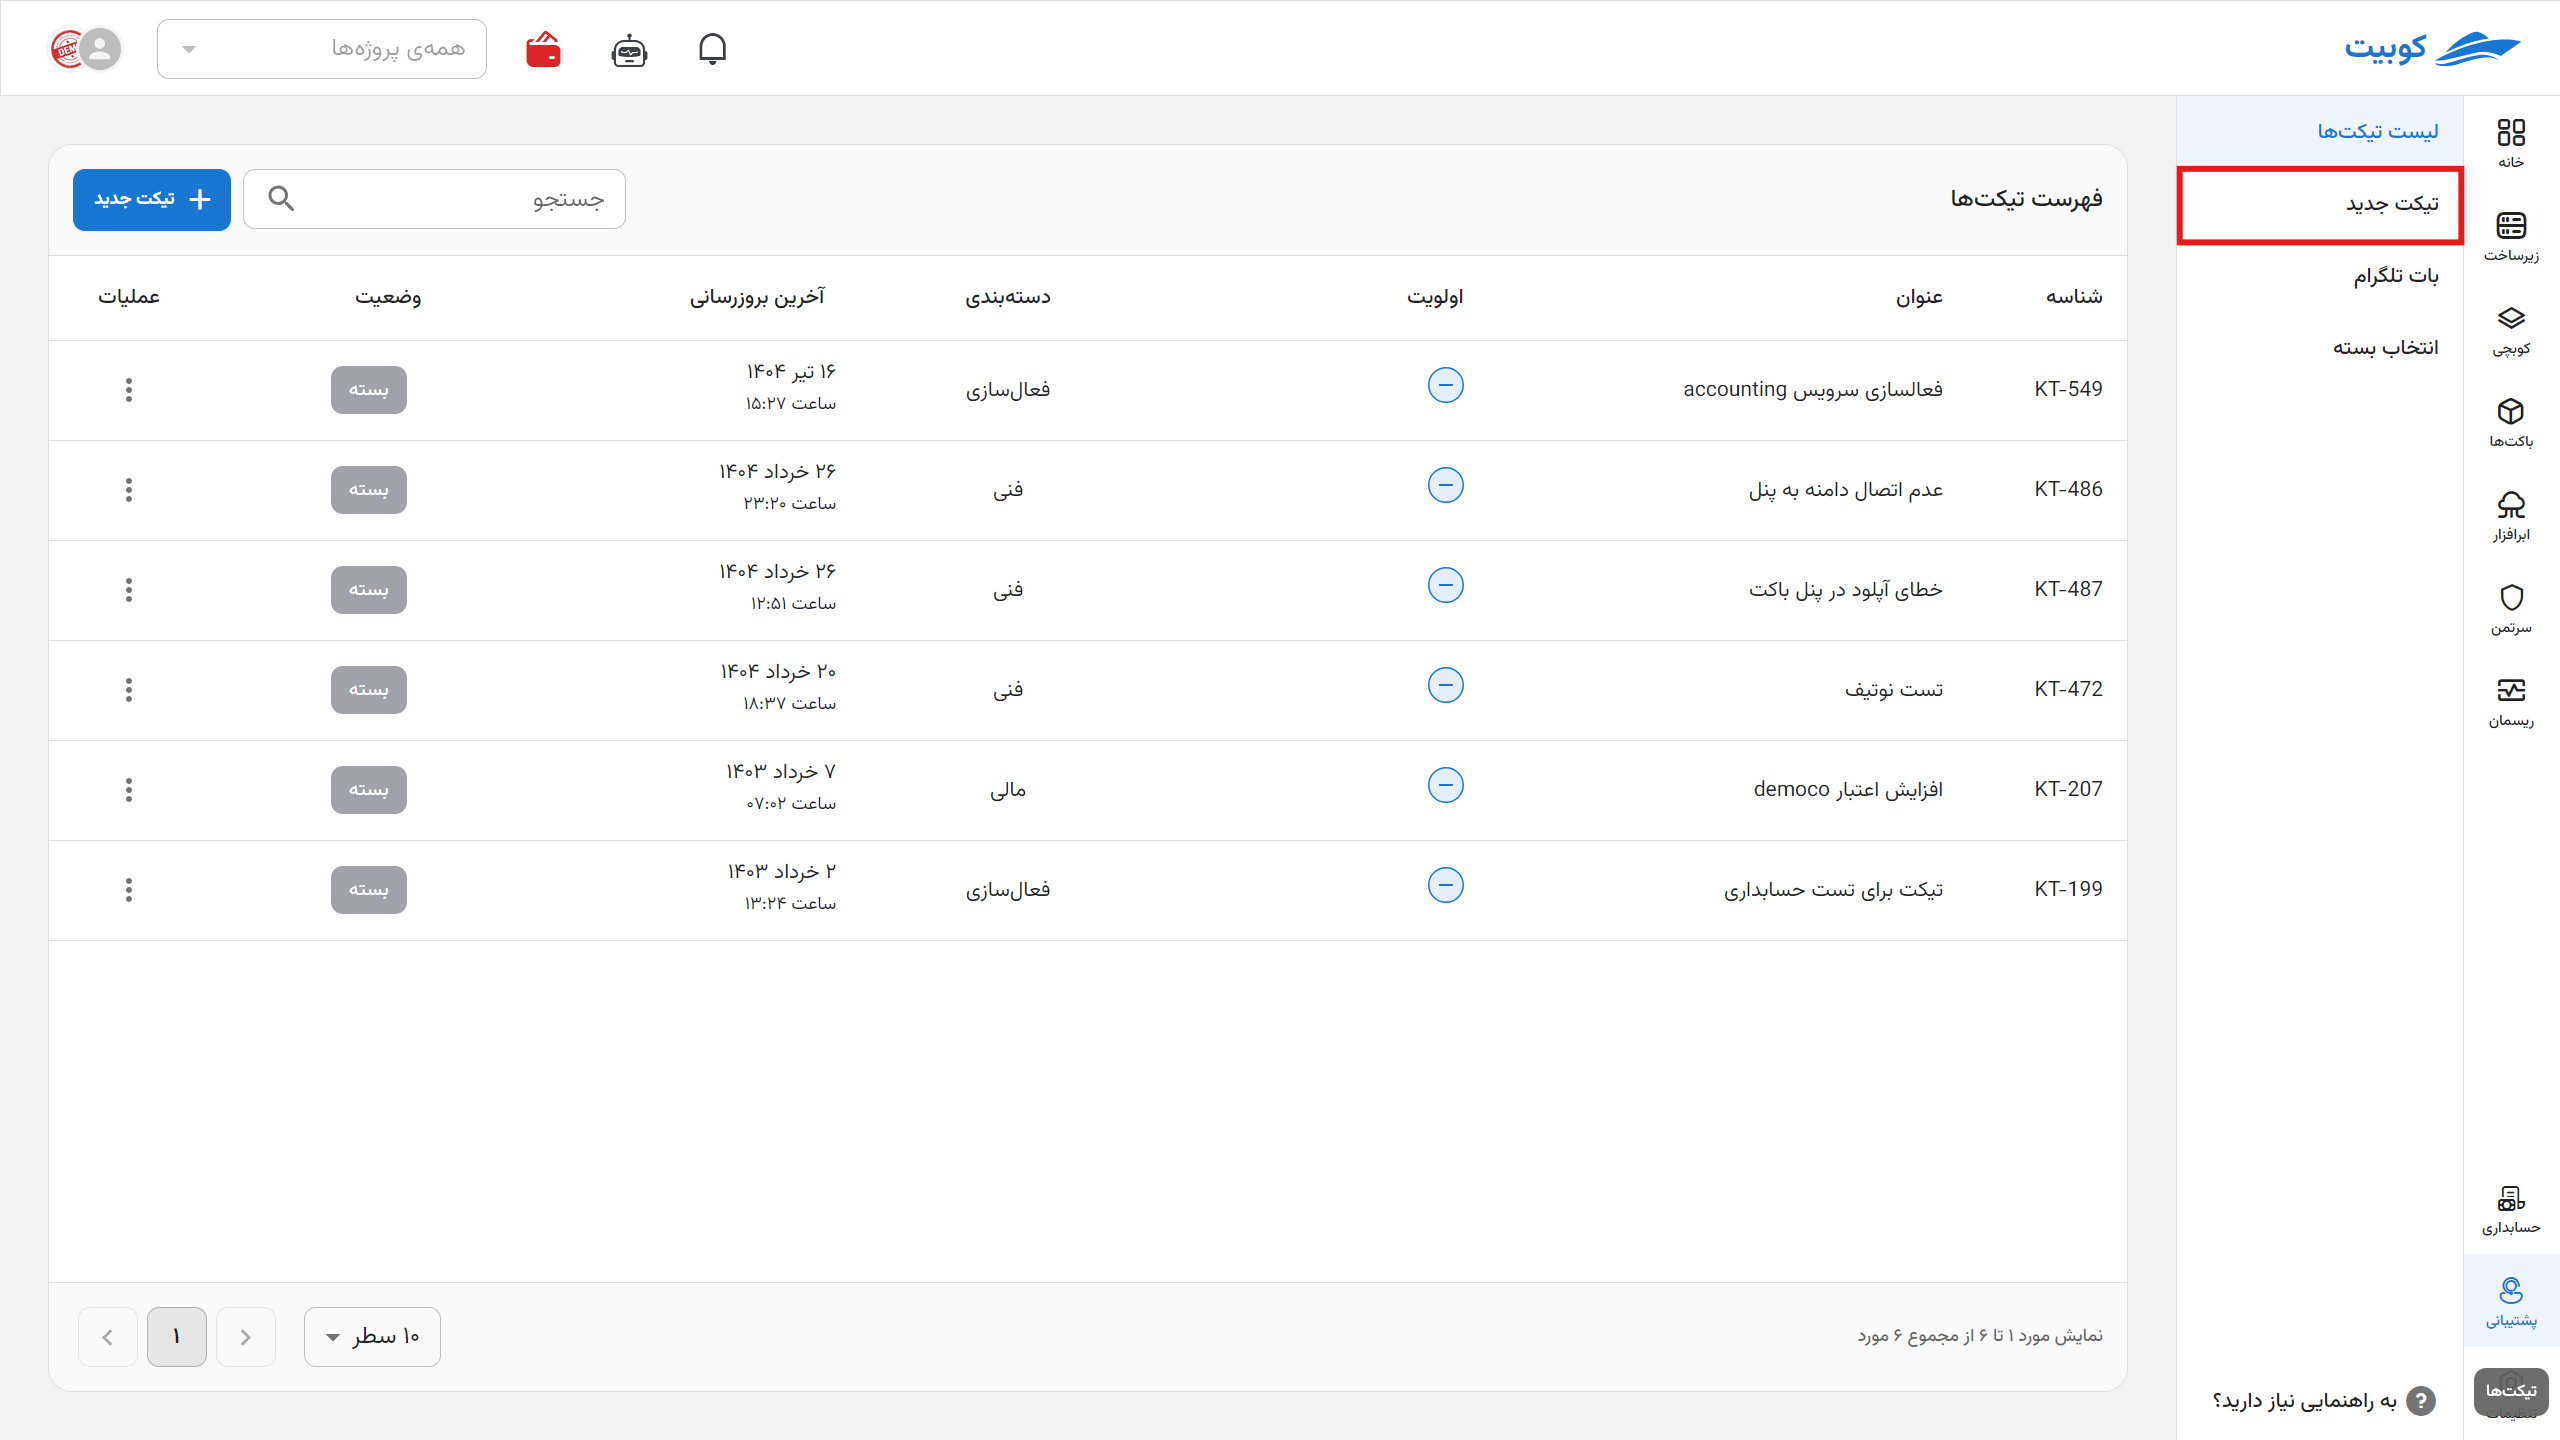 کوبیت
همه‌ی پروژه‌ها
خانه
زیرساخت
کوبچی
باکت‌ها
ابرافزار
سرتمن
ریسمان
حسابداری
پشتیبانی
تیکت‌ها
تنظیمات
لیست تیکت‌ها
تیکت جدید
بات تلگرام
انتخاب بسته
به راهنمایی نیاز دارید؟
فهرست تیکت‌ها
جستجو
تیکت جدید
شناسه عنوان اولویت دسته‌بندی آخرین بروزرسانی وضعیت عملیات
KT-549 فعالسازی سرویس accounting فعال‌سازی ۱۶ تیر ۱۴۰۴ بسته
ساعت ۱۵:۲۷
KT-486 عدم اتصال دامنه به پنل فنی ۲۶ خرداد ۱۴۰۴ بسته
ساعت ۲۳:۲۰
KT-487 خطای آپلود در پنل باکت فنی ۲۶ خرداد ۱۴۰۴ بسته
ساعت ۱۲:۵۱
KT-472 تست نوتیف فنی ۲۰ خرداد ۱۴۰۴ بسته
ساعت ۱۸:۳۷
KT-207 افزایش اعتبار democo مالی ۷ خرداد ۱۴۰۳ بسته
ساعت ۰۷:۰۲
KT-199 تیکت برای تست حسابداری فعال‌سازی ۲ خرداد ۱۴۰۳ بسته
ساعت ۱۳:۲۴
نمایش مورد ۱ تا ۶ از مجموع ۶ مورد
۱۰ سطر
۱